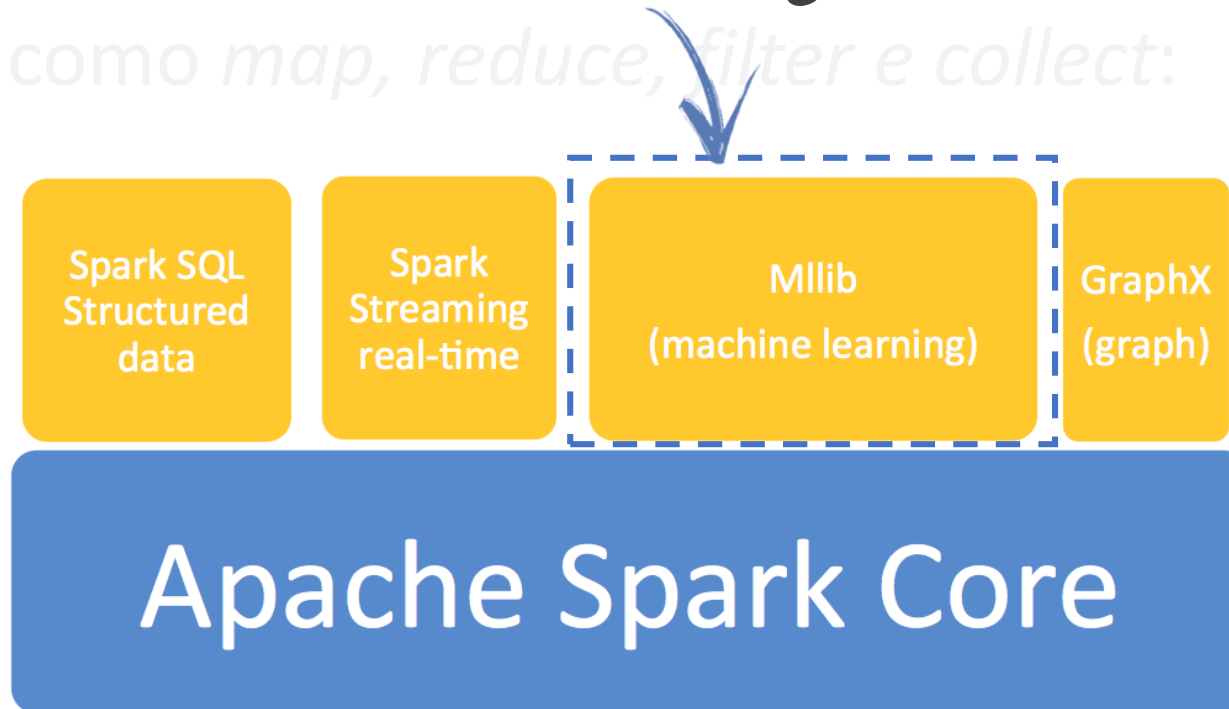 como map, reduce, filter e collect:
Spark SQL
Structured
data
Spark
Streaming
real-time
Mllib
(machine learning)
GraphX
(graph)
Apache Spark Core